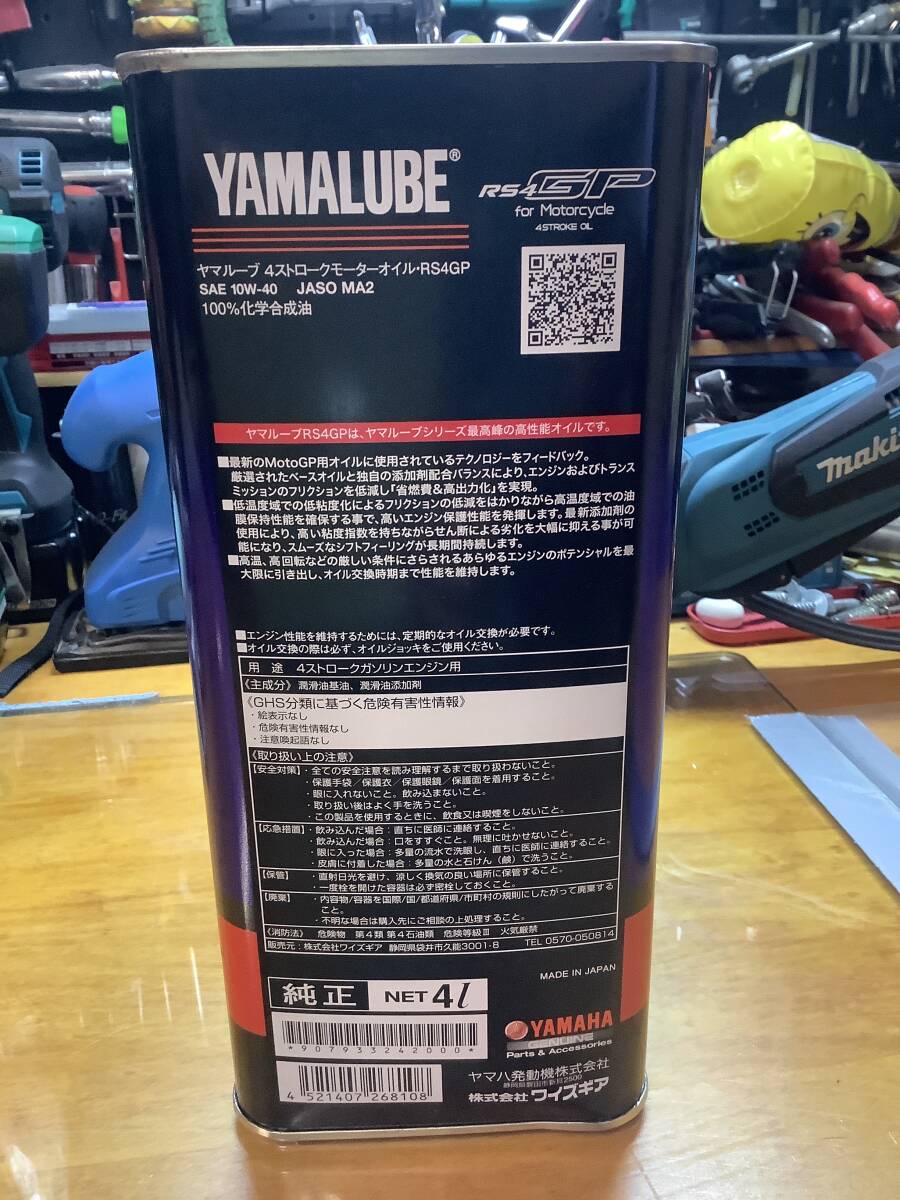 YAMALUBE®
RS4GP
for Motorcycle
4STROKE OIL
ヤマルーブ 4ストロークモーターオイル・RS4GP
SAE 10W-40 JASO MA2
100%化学合成油
ヤマルーブRS4GPは、ヤマルーブシリーズ最高峰の高性能オイルです。
■最新のMotoGP用オイルに使用されているテクノロジーをフィードバック。
厳選されたベースオイルと独自の添加剤配合バランスにより、エンジンおよびトランス
ミッションのフリクションを低減し「省燃費&高出力化」を実現。
■低温度域での低粘度化によるフリクションの低減をはかりながら高温度域での油
膜保持性能を確保する事で、高いエンジン保護性能を発揮します。最新添加剤の
使用により、高い粘度指数を持ちながらせん断による劣化を大幅に抑える事が可
能になり、スムーズなシフトフィーリングが長期間持続します。
■高温、高回転などの厳しい条件にさらされるあらゆるエンジンのポテンシャルを最
大限に引き出し、オイル交換時期まで性能を維持します。
■エンジン性能を維持するためには、定期的なオイル交換が必要です。
■オイル交換の際は必ず、オイルジョッキをご使用ください。
用 途 4ストロークガソリンエンジン用
《主成分》 潤滑油基油、潤滑油添加剤
《GHS分類に基づく危険有害性情報》
・絵表示なし
・危険有害性情報なし
・注意喚起語なし
《取り扱い上の注意》
【安全対策】・全ての安全注意を読み理解するまで取り扱わないこと。
・保護手袋/保護衣/保護眼鏡/保護面を着用すること。
・眼に入れないこと。飲み込まないこと。
・取り扱い後はよく手を洗うこと。
・この製品を使用するときに、飲食又は喫煙をしないこと。
【応急措置】・飲み込んだ場合：直ちに医師に連絡すること。
・飲み込んだ場合：口をすすぐこと。無理に吐かせないこと。
・眼に入った場合：多量の流水で洗眼し、直ちに医師に連絡すること。
・皮膚に付着した場合：多量の水と石けん（鹸）で洗うこと。
【保管】・直射日光を避け、涼しく換気の良い場所に保管すること。
・一度栓を開けた容器は必ず密栓しておくこと。
【廃棄】・内容物/容器を国際/国/都道府県/市町村の規則にしたがって廃棄する
こと。
・不明な場合は購入先にご相談の上処理すること。
《消防法》 危険物 第4類 第4石油類 危険等級Ⅲ 火気厳禁
販売元：株式会社ワイズギア 静岡県袋井市久能3001-8 TEL 0570-050814
MADE IN JAPAN
純正 NET 4ℓ
*907933242000*
4 521407 268108
YAMAHA
GENUINE
Parts & Accessories
ヤマハ発動機株式会社
静岡県磐田市新貝2500
株式会社ワイズギア
maki